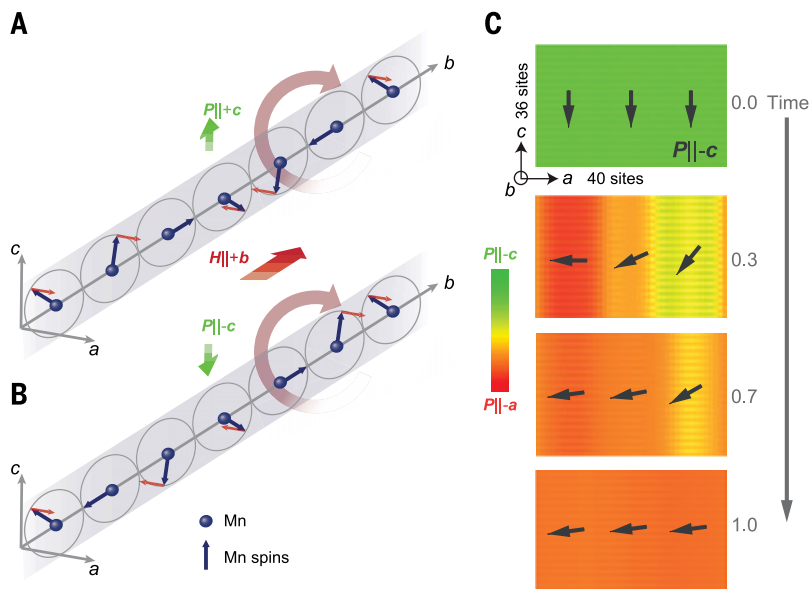 A
b
P||+c
c
a
H||+b
P||-c
b
B
c
a
Mn
Mn spins
C
36 sites
c
b
a
40 sites
P||-c
0.0
Time
P||-c
P||-a
0.3
0.7
1.0